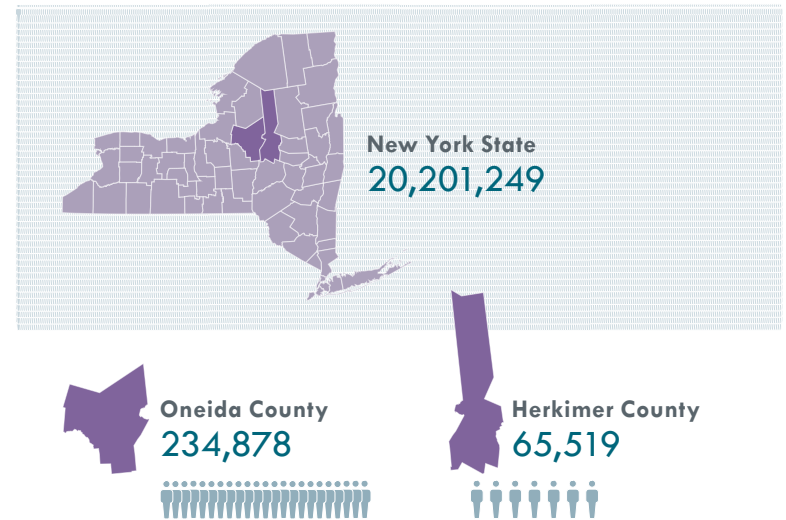 New York State
20,201,249
Oneida County
234,878
Herkimer County
65,519